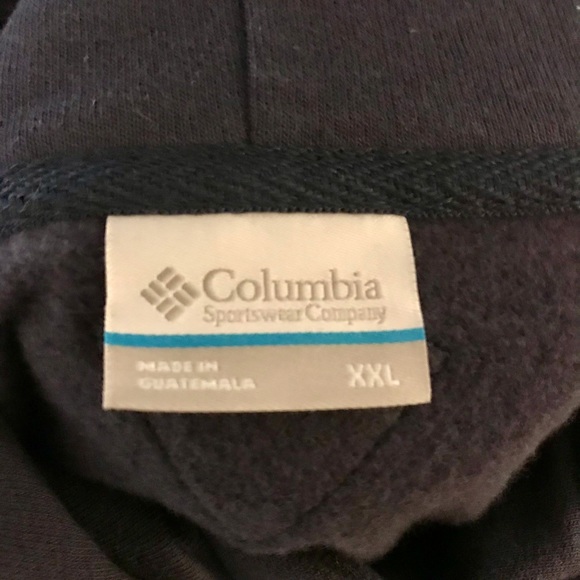 Columbia
Sportswear Company
MADE IN
GUATEMALA
XXL